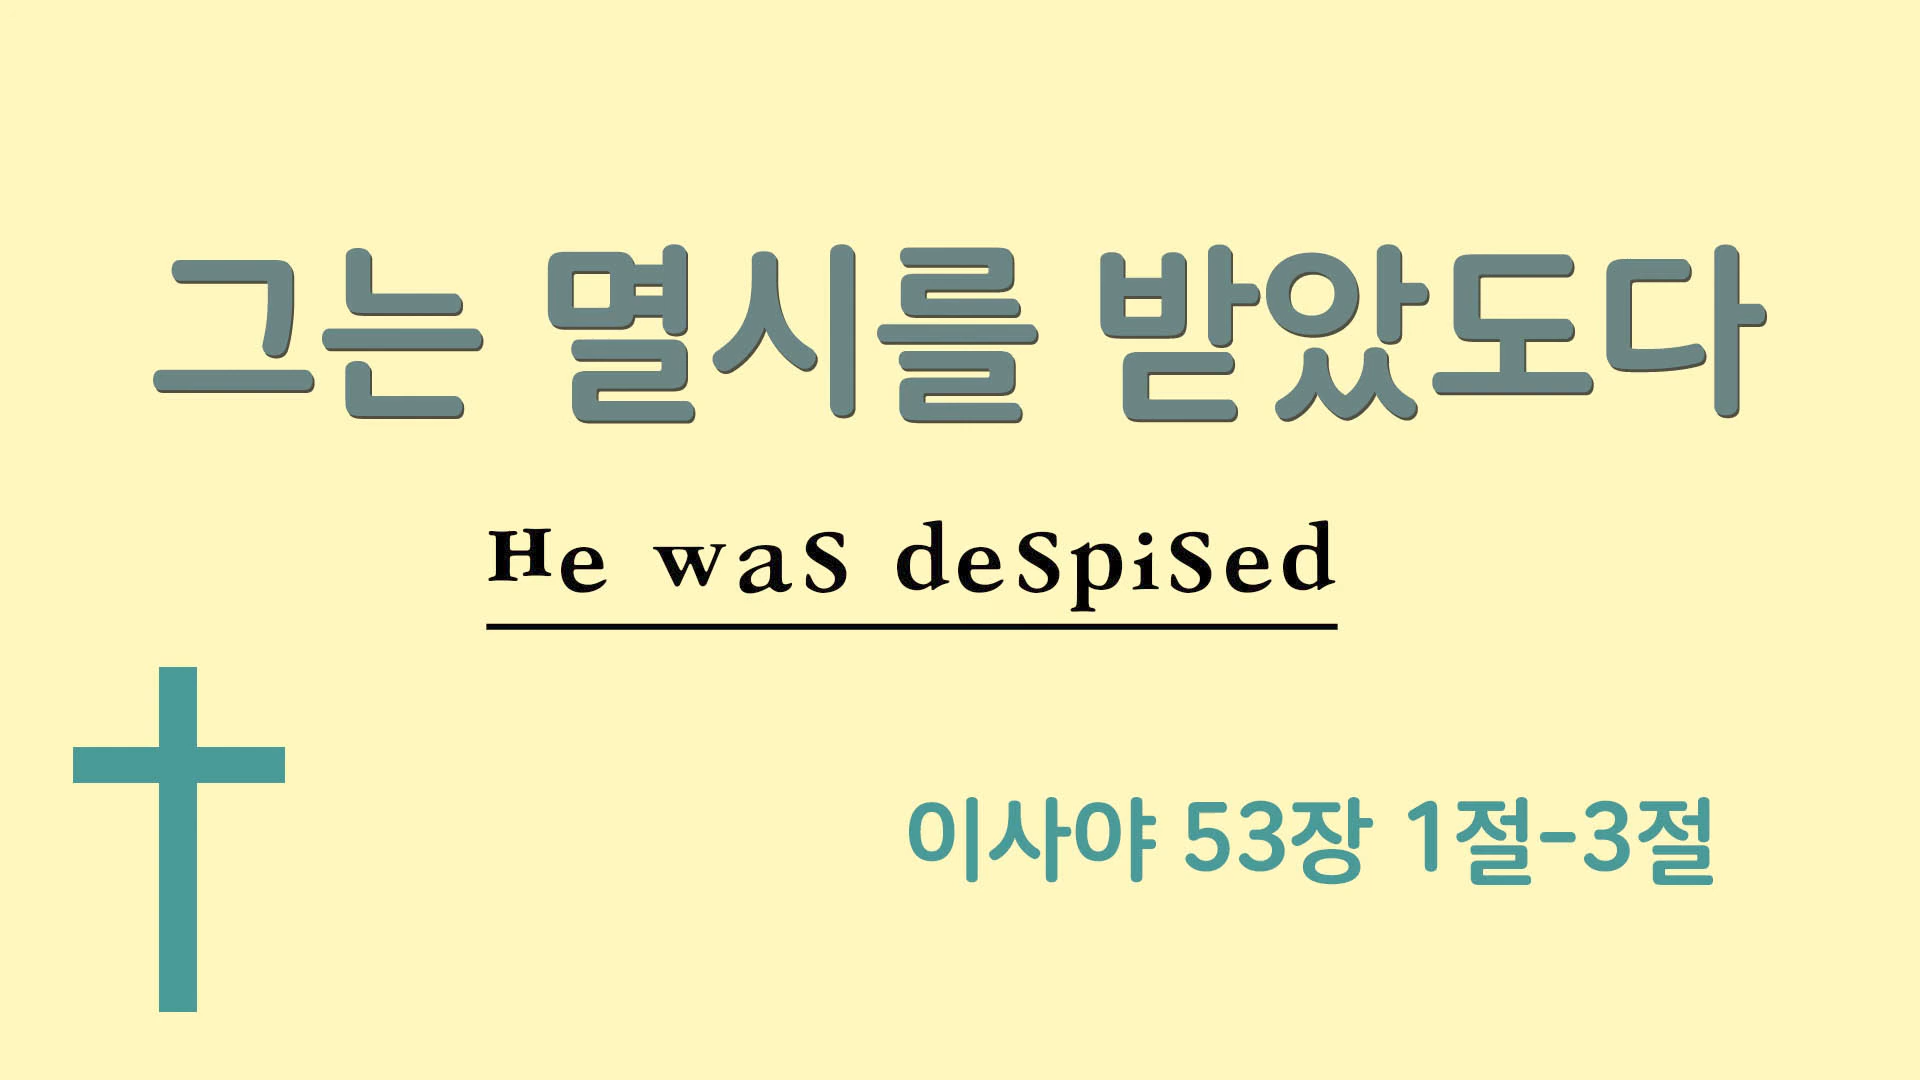 그는 멸시를 받았도다
He waS deSpiSed
이사야 53장 1절-3절